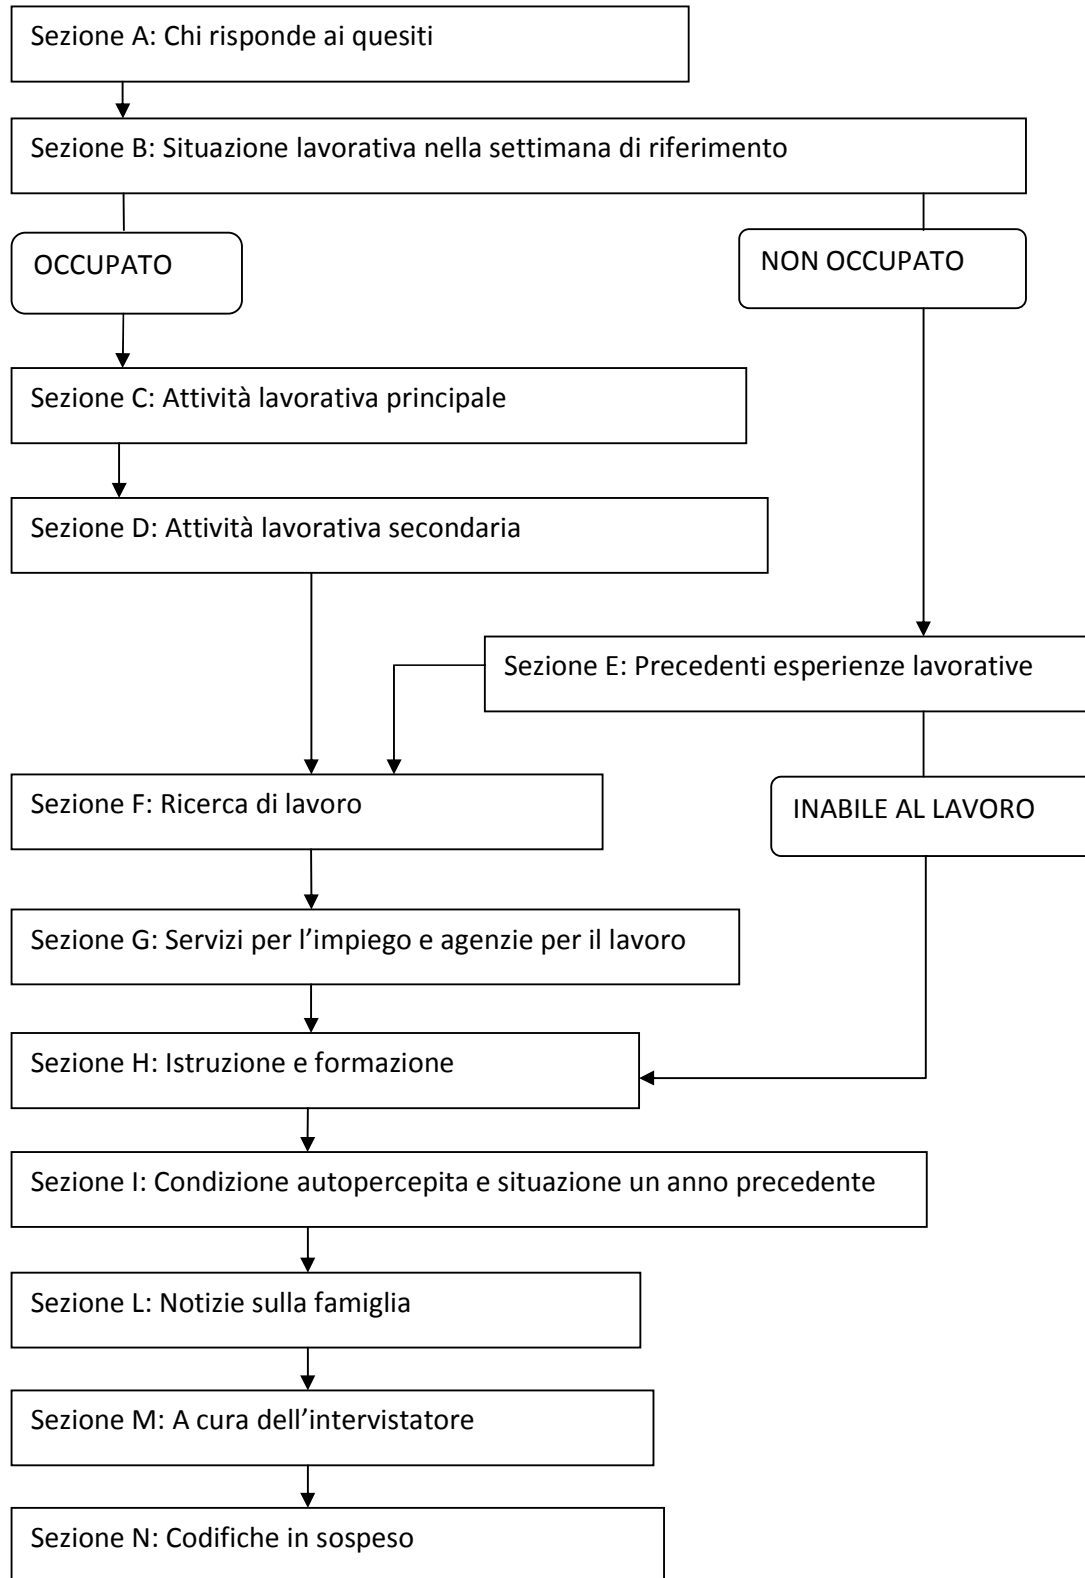 Sezione A: Chi risponde ai quesiti
Sezione B: Situazione lavorativa nella settimana di riferimento
OCCUPATO
NON OCCUPATO
Sezione C: Attività lavorativa principale
Sezione D: Attività lavorativa secondaria
Sezione E: Precedenti esperienze lavorative
Sezione F: Ricerca di lavoro
INABILE AL LAVORO
Sezione G: Servizi per l’impiego e agenzie per il lavoro
Sezione H: Istruzione e formazione
Sezione I: Condizione autopercepita e situazione un anno precedente
Sezione L: Notizie sulla famiglia
Sezione M: A cura dell’intervistatore
Sezione N: Codifiche in sospeso